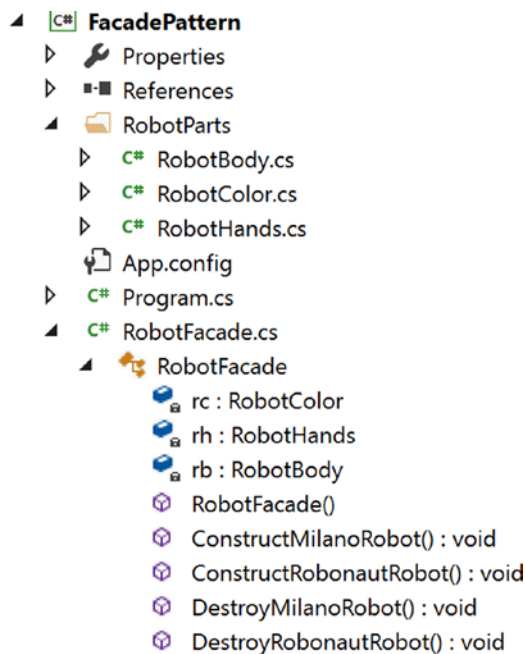 C# FacadePattern
Properties
References
RobotParts
C# RobotBody.cs
C# RobotColor.cs
C# RobotHands.cs
App.config
C# Program.cs
C# RobotFacade.cs
RobotFacade
rc : RobotColor
rh : RobotHands
rb : RobotBody
RobotFacade()
ConstructMilanoRobot() : void
ConstructRobonautRobot() : void
DestroyMilanoRobot() : void
DestroyRobonautRobot() : void